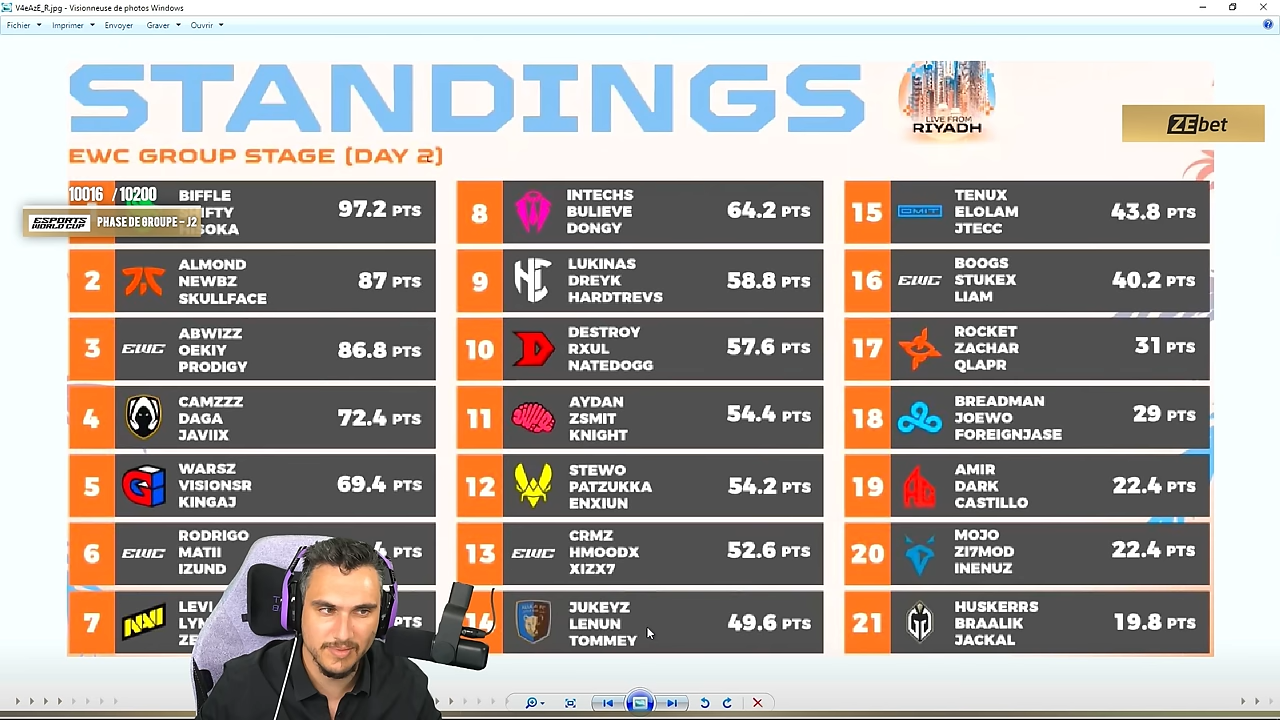 V4eAzE_R.jpg - Visionneuse de photos Windows
Fichier Imprimer Envoyer Graver Ouvrir
STANDINGS
LIVE FROM
RIYADH
ZEbet
EWC GROUP STAGE (DAY 2)
10016 / 10200
ESPORTS
WORLD CUP
PHASE DE GROUPE - J2
BIFFLE
97.2 PTS
2
ALMOND
NEWBZ
SKULLFACE
87 PTS
3
EWC
ABWIZZ
OEKIY
PRODIGY
86.8 PTS
4
CAMZZZ
DAGA
JAVIIX
72.4 PTS
5
WARSZ
VISIONSR
KINGAJ
69.4 PTS
6
EWC
RODRIGO
MATII
IZUND
4 PTS
7
NAVI
PTS
8
INTECHS
BULIEVE
DONGY
64.2 PTS
9
LUKINAS
DREYK
HARDTREVS
58.8 PTS
10
DESTROY
RXUL
NATEDOGG
57.6 PTS
11
AYDAN
ZSMIT
KNIGHT
54.4 PTS
12
STEWO
PATZUKKA
ENXIUN
54.2 PTS
13
EWC
CRMZ
HMOODX
XIZX7
52.6 PTS
14
JUKEYZ
LENUN
TOMMEY
49.6 PTS
15
OMIT
TENUX
ELOLAM
JTECC
43.8 PTS
16
EWC
BOOGS
STUKEX
LIAM
40.2 PTS
17
ROCKET
ZACHAR
QLAPR
31 PTS
18
BREADMAN
JOEWO
FOREIGNJASE
29 PTS
19
AMIR
DARK
CASTILLO
22.4 PTS
20
MOJO
ZI7MOD
INENUZ
22.4 PTS
21
HUSKERRS
BRAALIK
JACKAL
19.8 PTS